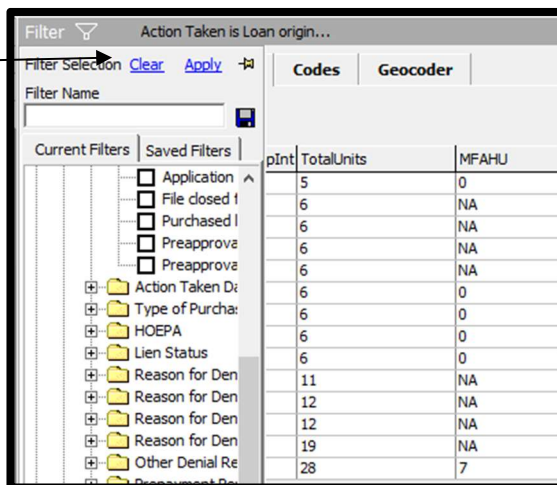 Filter Action Taken is Loan origin...
Filter Selection Clear Apply
Codes Geocoder
Filter Name
Current Filters Saved Filters
pInt TotalUnits MFAHU
Application
File closed f
Purchased l
Preapprova
Preapprova
Action Taken Da
Type of Purchas
HOEPA
Lien Status
Reason for Den
Reason for Den
Reason for Den
Reason for Den
Other Denial Re
Prepayment Pe
5 0
6 NA
6 NA
6 NA
6 NA
6 0
6 0
6 0
6 0
11 NA
12 NA
12 NA
19 NA
28 7